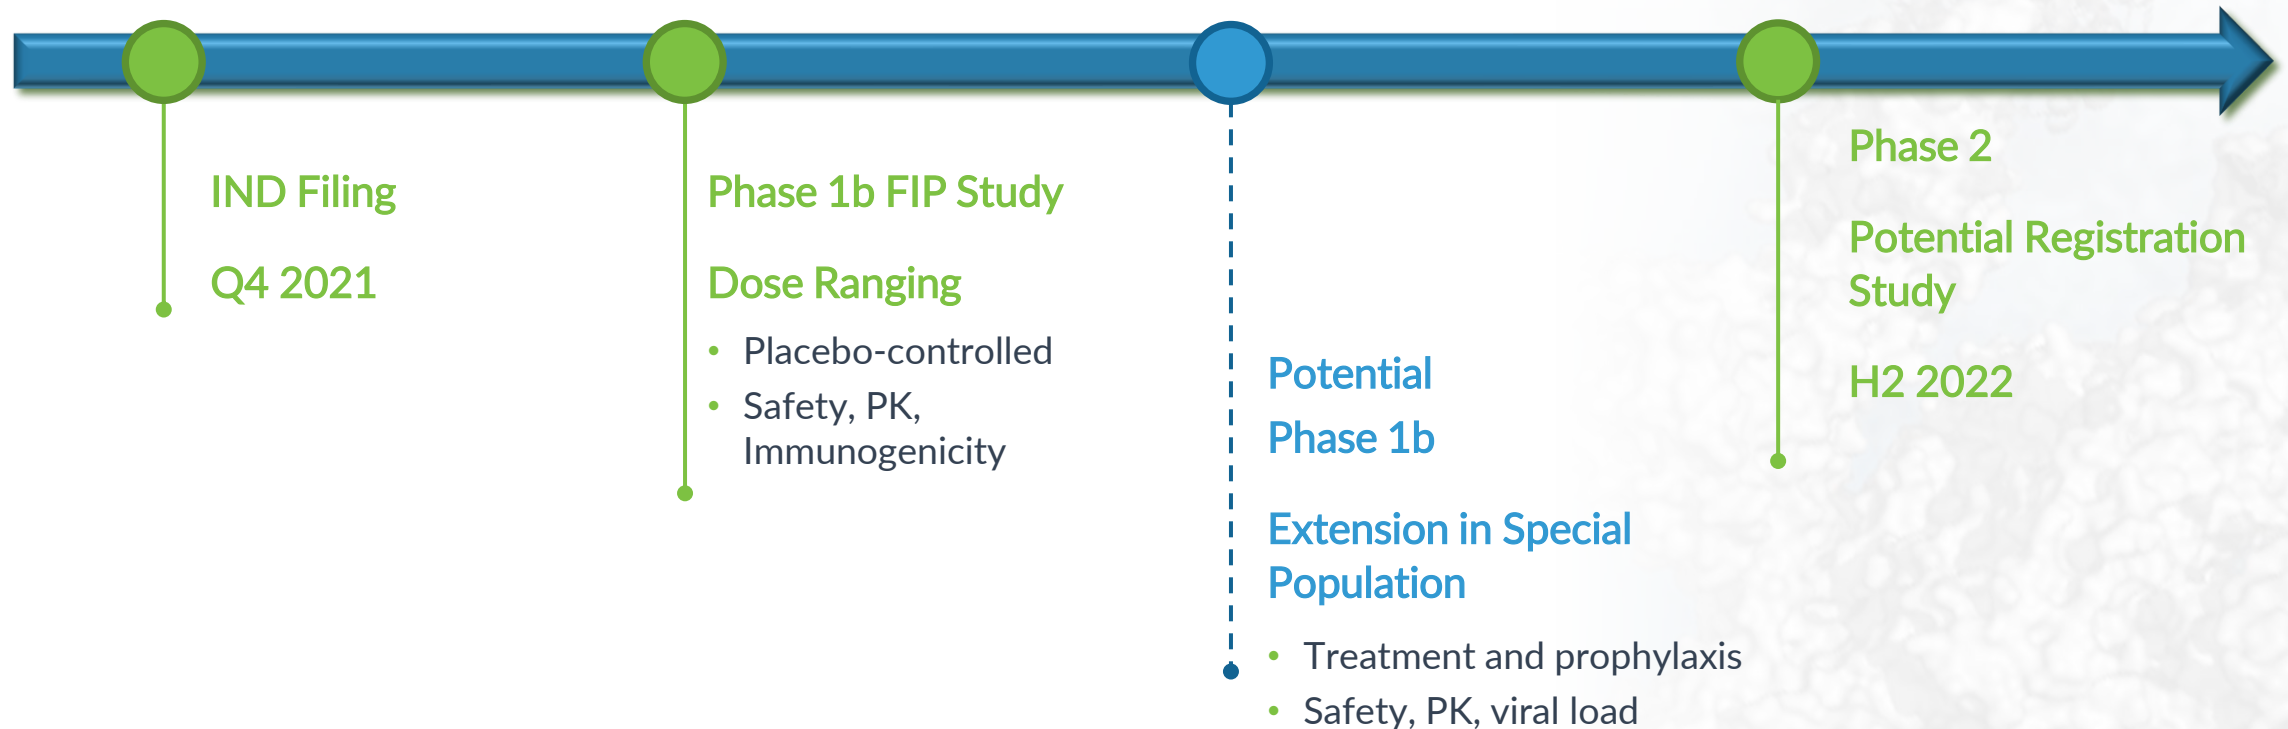 IND Filing
Q4 2021
Phase 1b FIP Study
Dose Ranging
• Placebo-controlled
• Safety, PK,
Immunogenicity
Potential
Phase 1b
Extension in Special
Population
• Treatment and prophylaxis
• Safety, PK, viral load
Phase 2
Potential Registration
Study
H2 2022